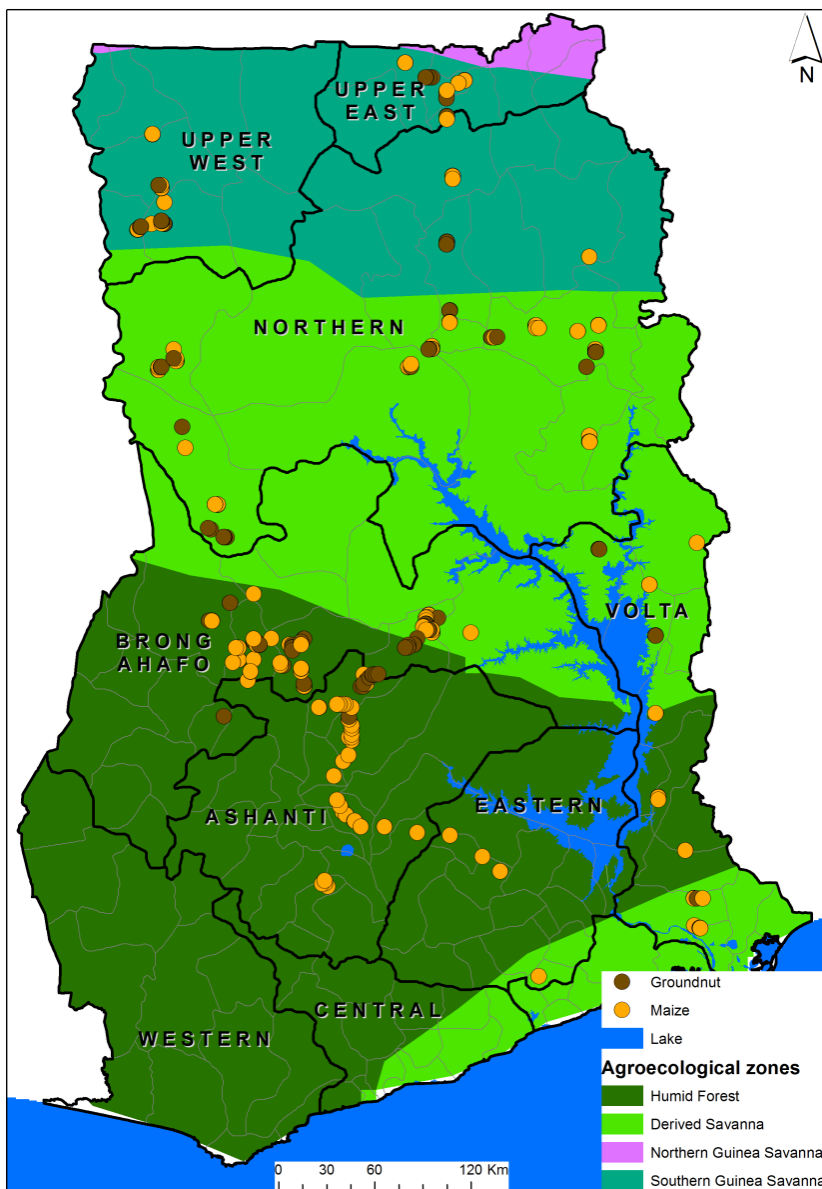 N
UPPER
EAST
UPPER
WEST
NORTHERN
VOLTA
BRONG
AHAFO
ASHANTI
EASTERN
CENTRAL
WESTERN
Groundnut
Maize
Lake
Agroecological zones
Humid Forest
Derived Savanna
Northern Guinea Savanna
Southern Guinea Savanna
0 30 60 120 Km